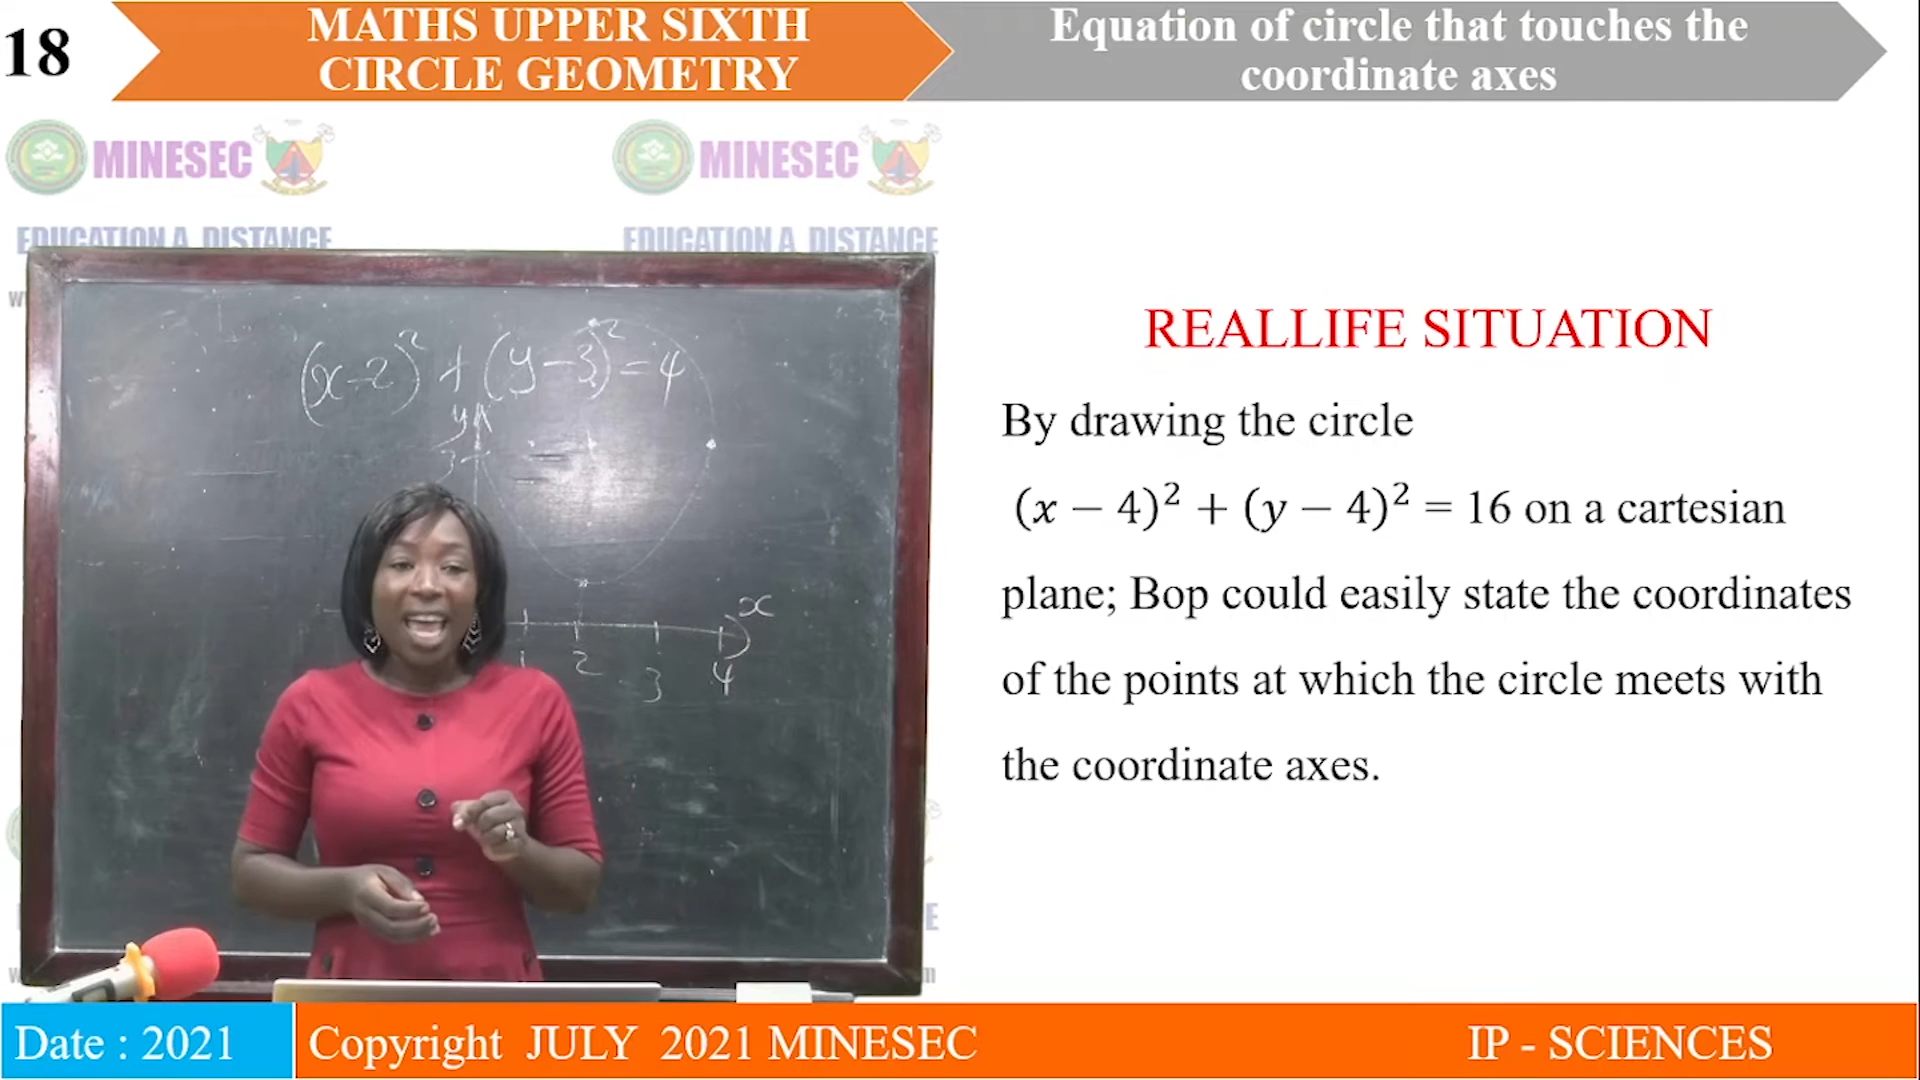 18
MATHS UPPER SIXTH
CIRCLE GEOMETRY
Equation of circle that touches the
coordinate axes
MINESEC
MINESEC
EDUCATION A DISTANCE
EDUCATION A DISTANCE
(x-2)² + (y-3)² = 4
y
3
x
1 2 3 4
REALLIFE SITUATION
By drawing the circle
(x − 4)² + (y − 4)² = 16 on a cartesian
plane; Bop could easily state the coordinates
of the points at which the circle meets with
the coordinate axes.
Date : 2021
Copyright JULY 2021 MINESEC
IP - SCIENCES